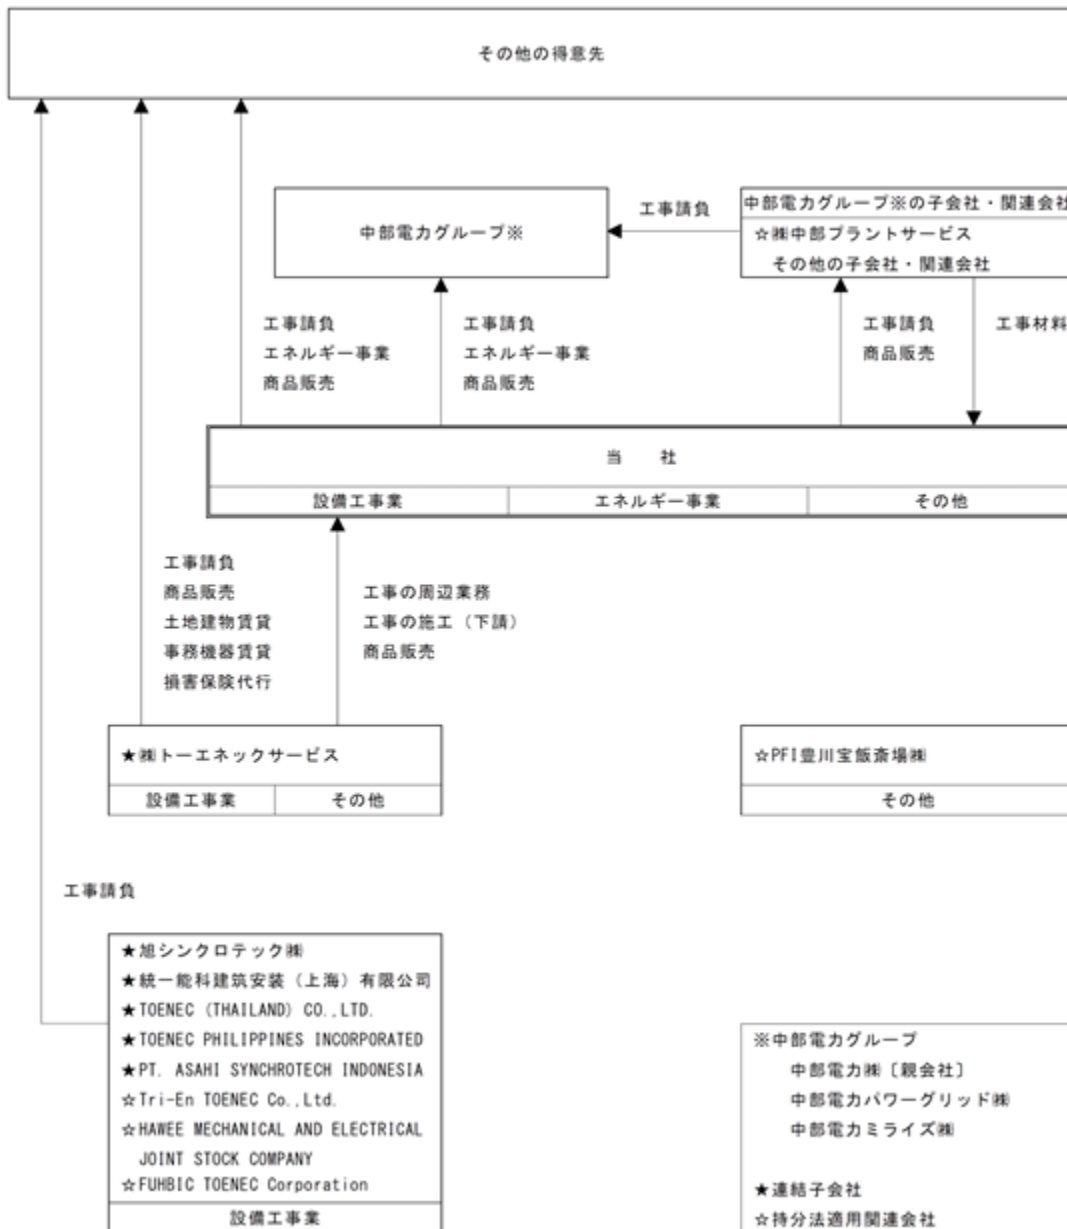 その他の得意先
中部電力グループ※
工事請負
中部電力グループ※の子会社・関連会社
☆㈱中部プラントサービス
その他の子会社・関連会社
工事請負
エネルギー事業
商品販売
工事請負
エネルギー事業
商品販売
工事請負
商品販売
工事材料
当　社
設備工事業
エネルギー事業
その他
工事請負
商品販売
土地建物賃貸
事務機器賃貸
損害保険代行
工事の周辺業務
工事の施工（下請）
商品販売
★㈱トーエネックサービス
設備工事業
その他
☆PFI豊川宝飯斎場㈱
その他
工事請負
★旭シンクロテック㈱
★統一能科建筑安装（上海）有限公司
★TOENEC (THAILAND) CO.,LTD.
★TOENEC PHILIPPINES INCORPORATED
★PT. ASAHI SYNCHROTECH INDONESIA
☆Tri-En TOENEC Co.,Ltd.
☆HAWEE MECHANICAL AND ELECTRICAL
JOINT STOCK COMPANY
☆FUHBIC TOENEC Corporation
設備工事業
※中部電力グループ
中部電力㈱〔親会社〕
中部電力パワーグリッド㈱
中部電力ミライズ㈱
★連結子会社
☆持分法適用関連会社